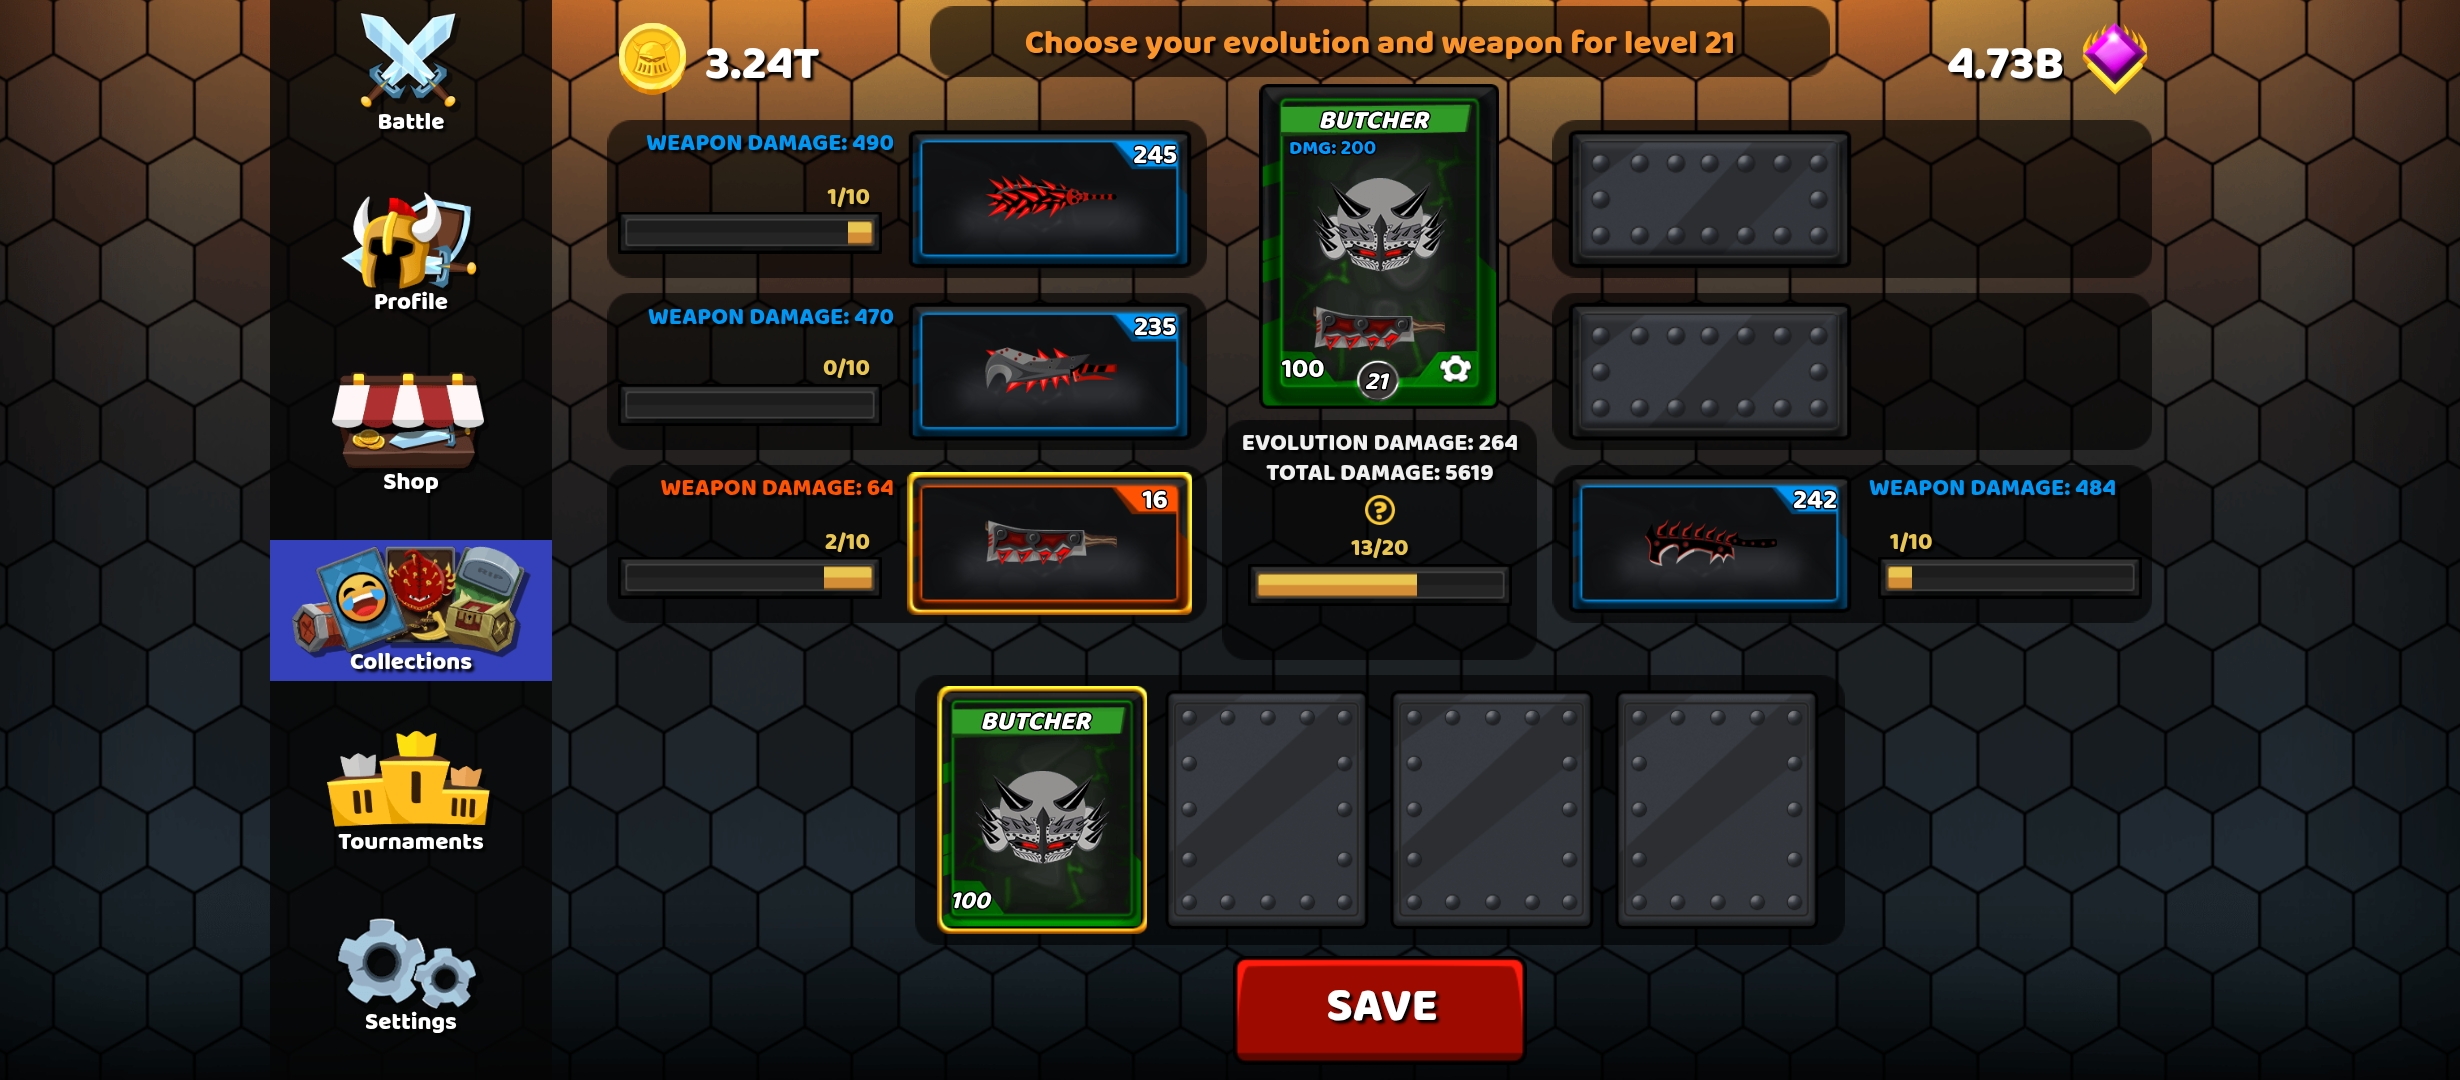 Battle
Profile
Shop
Collections
Tournaments
Settings
3.24T
Choose your evolution and weapon for level 21
4.73B
WEAPON DAMAGE: 490
1/10
245
WEAPON DAMAGE: 470
0/10
235
WEAPON DAMAGE: 64
2/10
16
BUTCHER
DMG: 200
100
21
EVOLUTION DAMAGE: 264
TOTAL DAMAGE: 5619
?
13/20
242
WEAPON DAMAGE: 484
1/10
BUTCHER
100
SAVE